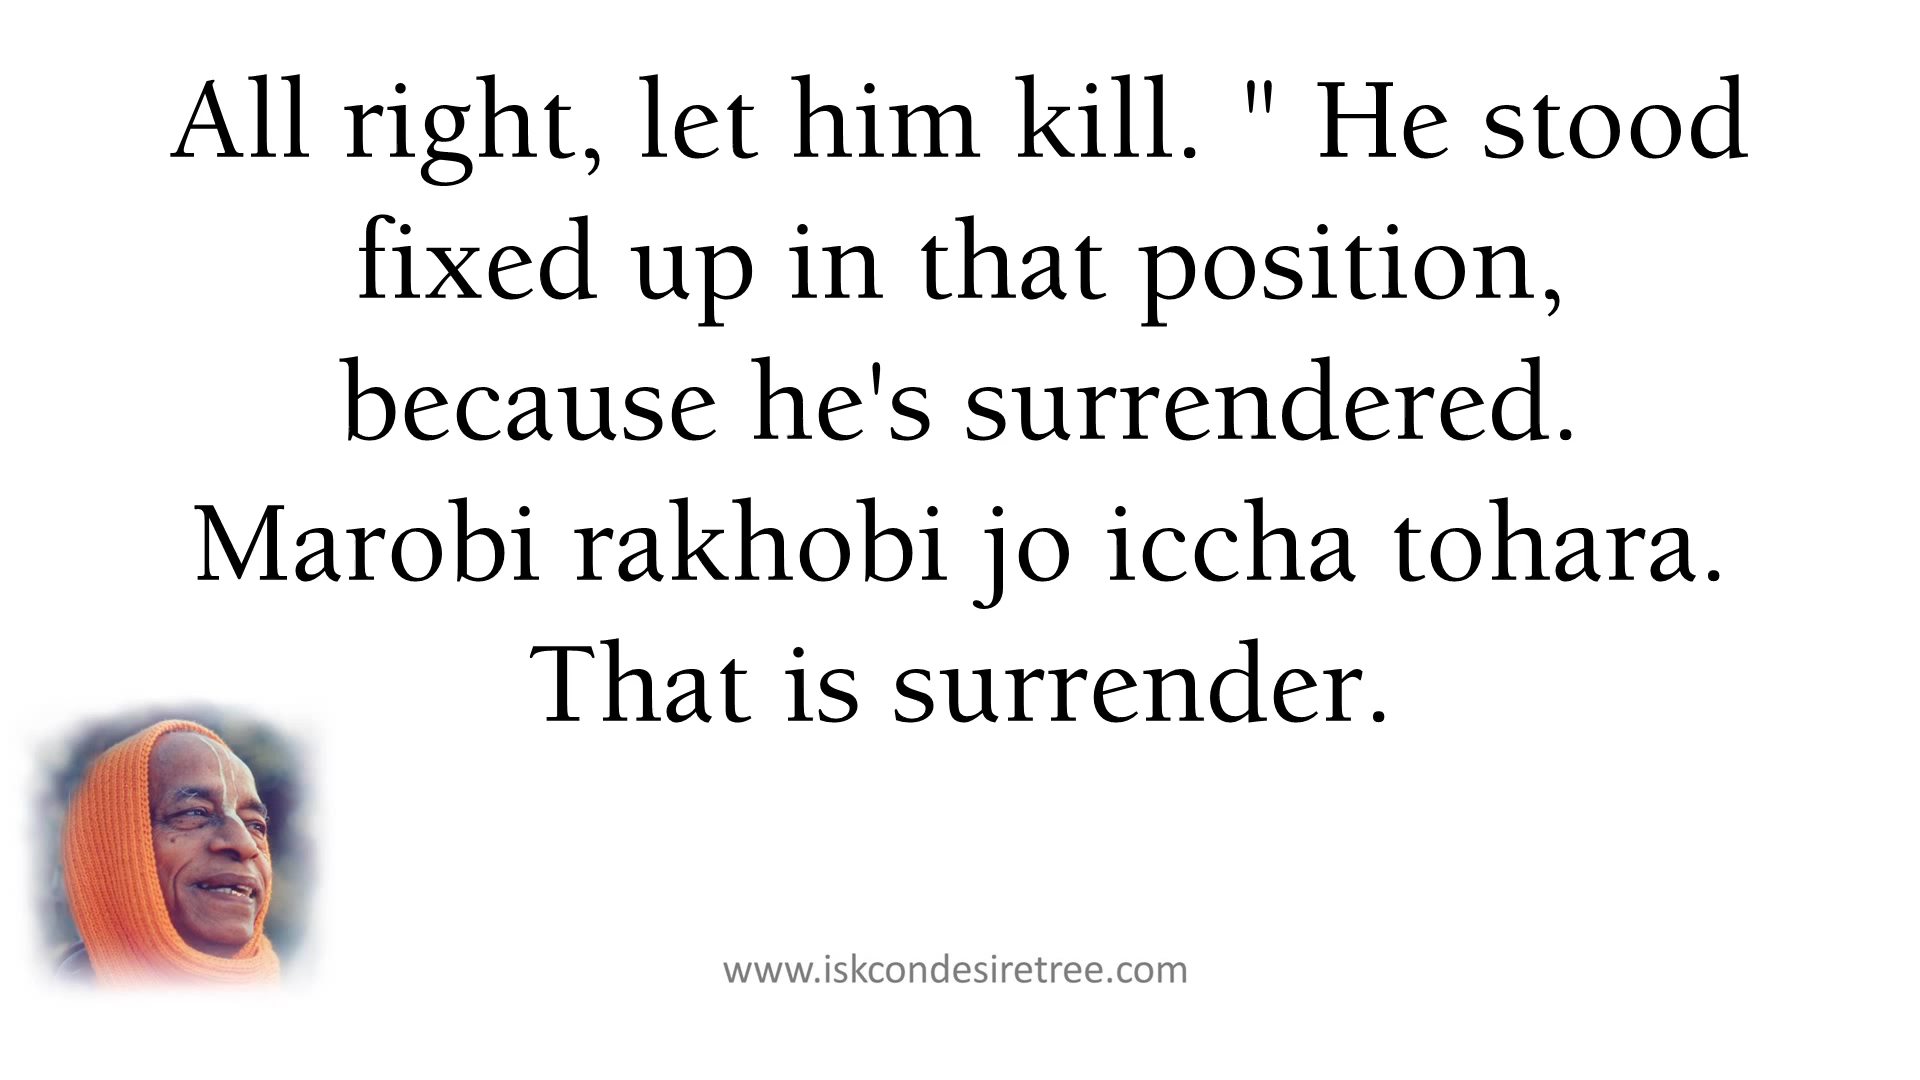 All right, let him kill. " He stood
fixed up in that position,
because he's surrendered.
Marobi rakhobi jo iccha tohara.
That is surrender.
www.iskcondesiretree.com